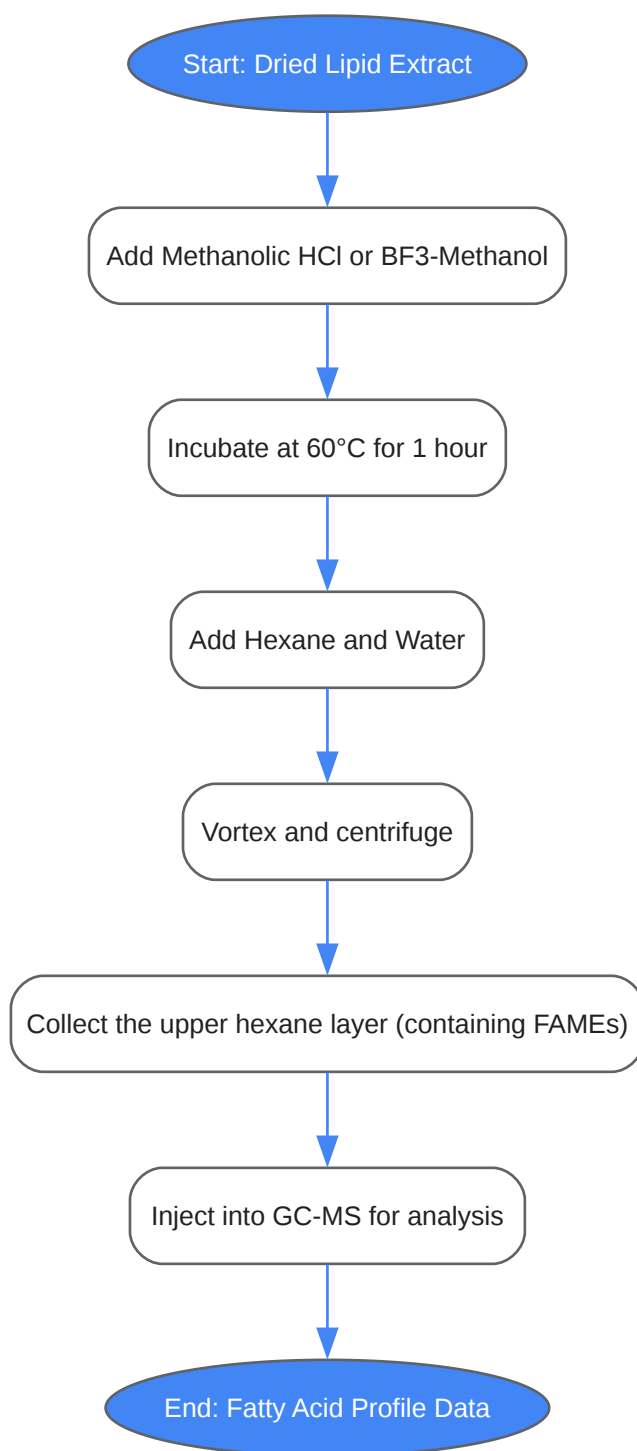 Start: Dried Lipid Extract
Add Methanolic HCl or BF3-Methanol
Incubate at 60°C for 1 hour
Add Hexane and Water
Vortex and centrifuge
Collect the upper hexane layer (containing FAMEs)
Inject into GC-MS for analysis
End: Fatty Acid Profile Data